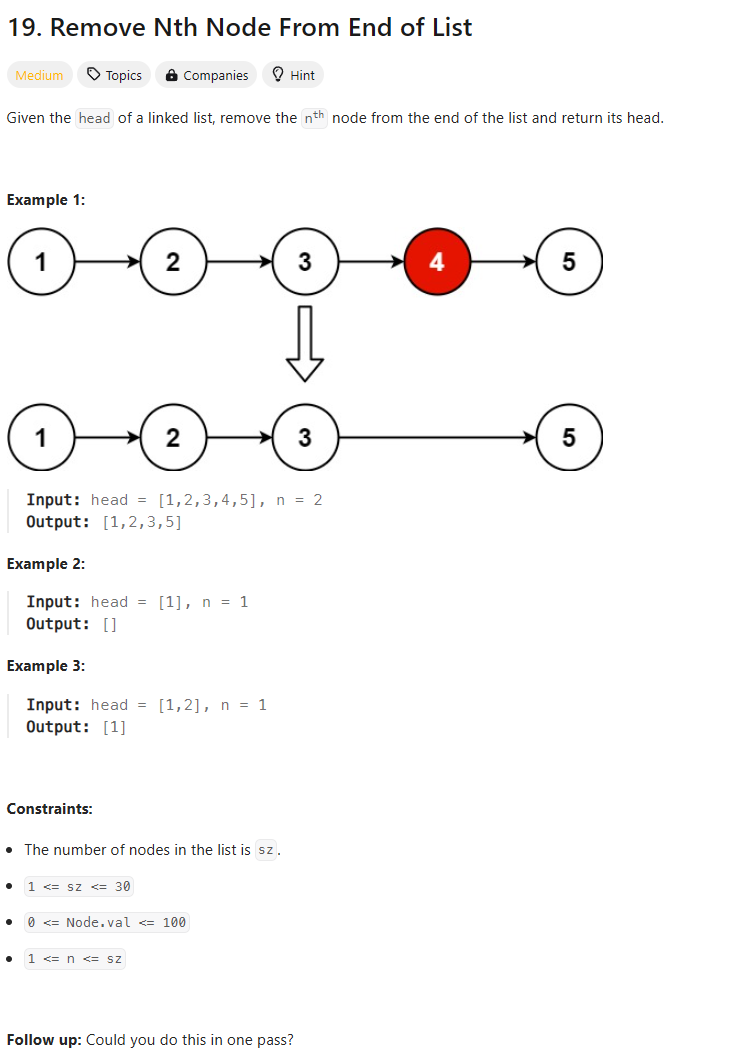 19. Remove Nth Node From End of List
Medium Topics Companies Hint
Given the head of a linked list, remove the nth node from the end of the list and return its head.
Example 1:
1 2 3 4 5
1 2 3 5
Input: head = [1,2,3,4,5], n = 2
Output: [1,2,3,5]
Example 2:
Input: head = [1], n = 1
Output: []
Example 3:
Input: head = [1,2], n = 1
Output: [1]
Constraints:
• The number of nodes in the list is sz.
• 1 <= sz <= 30
• 0 <= Node.val <= 100
• 1 <= n <= sz
Follow up: Could you do this in one pass?